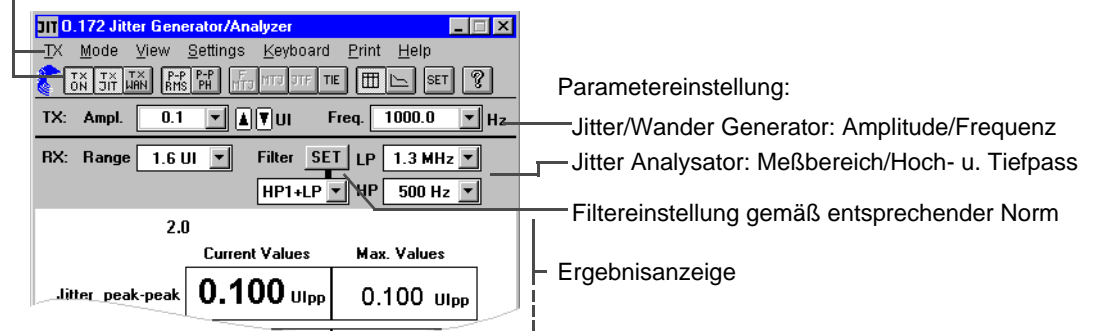 JIT O.172 Jitter Generator/Analyzer
TX Mode View Settings Keyboard Print Help
TX ON TX JIT TX WAN P-P RMS P-P PH F MTJ MTJ JTF TIE SET ?
Parametereinstellung:
TX: Ampl. 0.1 UI Freq. 1000.0 Hz
Jitter/Wander Generator: Amplitude/Frequenz
RX: Range 1.6 UI Filter SET LP 1.3 MHz
Jitter Analysator: Meßbereich/Hoch- u. Tiefpass
HP1+LP HP 500 Hz
Filtereinstellung gemäß entsprechender Norm
2.0
Current Values Max. Values
Ergebnisanzeige
Jitter peak-peak 0.100 UIpp 0.100 UIpp